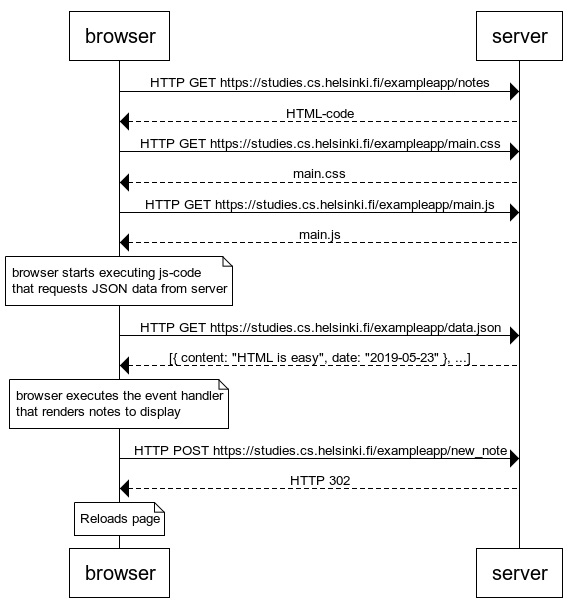 browser
server
HTTP GET https://studies.cs.helsinki.fi/exampleapp/notes
HTML-code
HTTP GET https://studies.cs.helsinki.fi/exampleapp/main.css
main.css
HTTP GET https://studies.cs.helsinki.fi/exampleapp/main.js
main.js
browser starts executing js-code
that requests JSON data from server
HTTP GET https://studies.cs.helsinki.fi/exampleapp/data.json
[{ content: "HTML is easy", date: "2019-05-23" }, ...]
browser executes the event handler
that renders notes to display
HTTP POST https://studies.cs.helsinki.fi/exampleapp/new_note
HTTP 302
Reloads page
browser
server